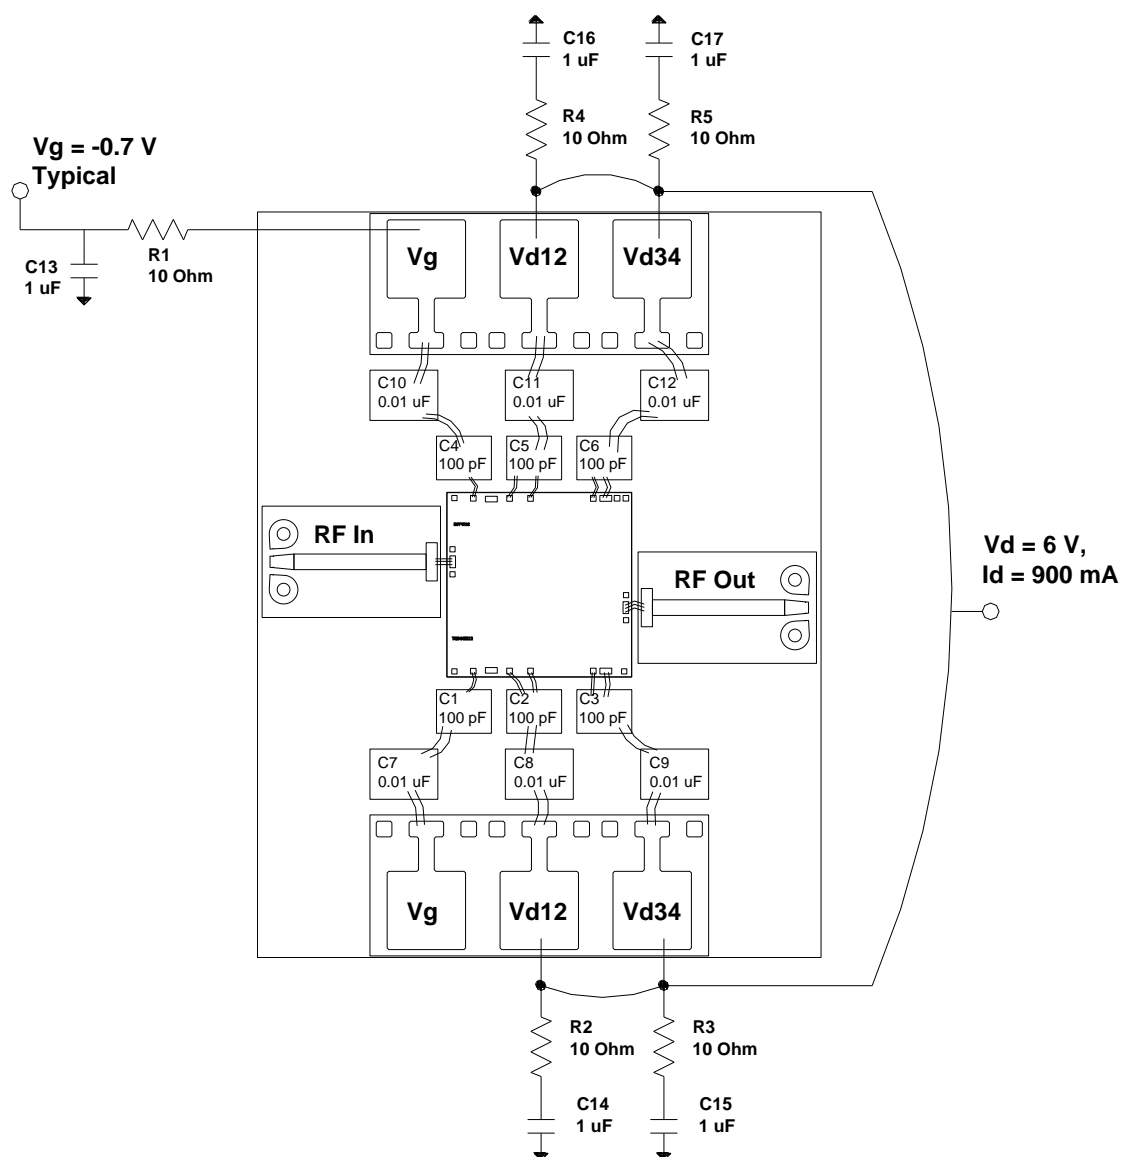 C16
1 uF
C17
1 uF
R4
10 Ohm
R5
10 Ohm
Vg = -0.7 V
Typical
C13
1 uF
R1
10 Ohm
Vg
Vd12
Vd34
C10
0.01 uF
C11
0.01 uF
C12
0.01 uF
C4
100 pF
C5
100 pF
C6
100 pF
RF In
RF Out
Vd = 6 V,
Id = 900 mA
C1
100 pF
C2
100 pF
C3
100 pF
C7
0.01 uF
C8
0.01 uF
C9
0.01 uF
Vg
Vd12
Vd34
R2
10 Ohm
R3
10 Ohm
C14
1 uF
C15
1 uF